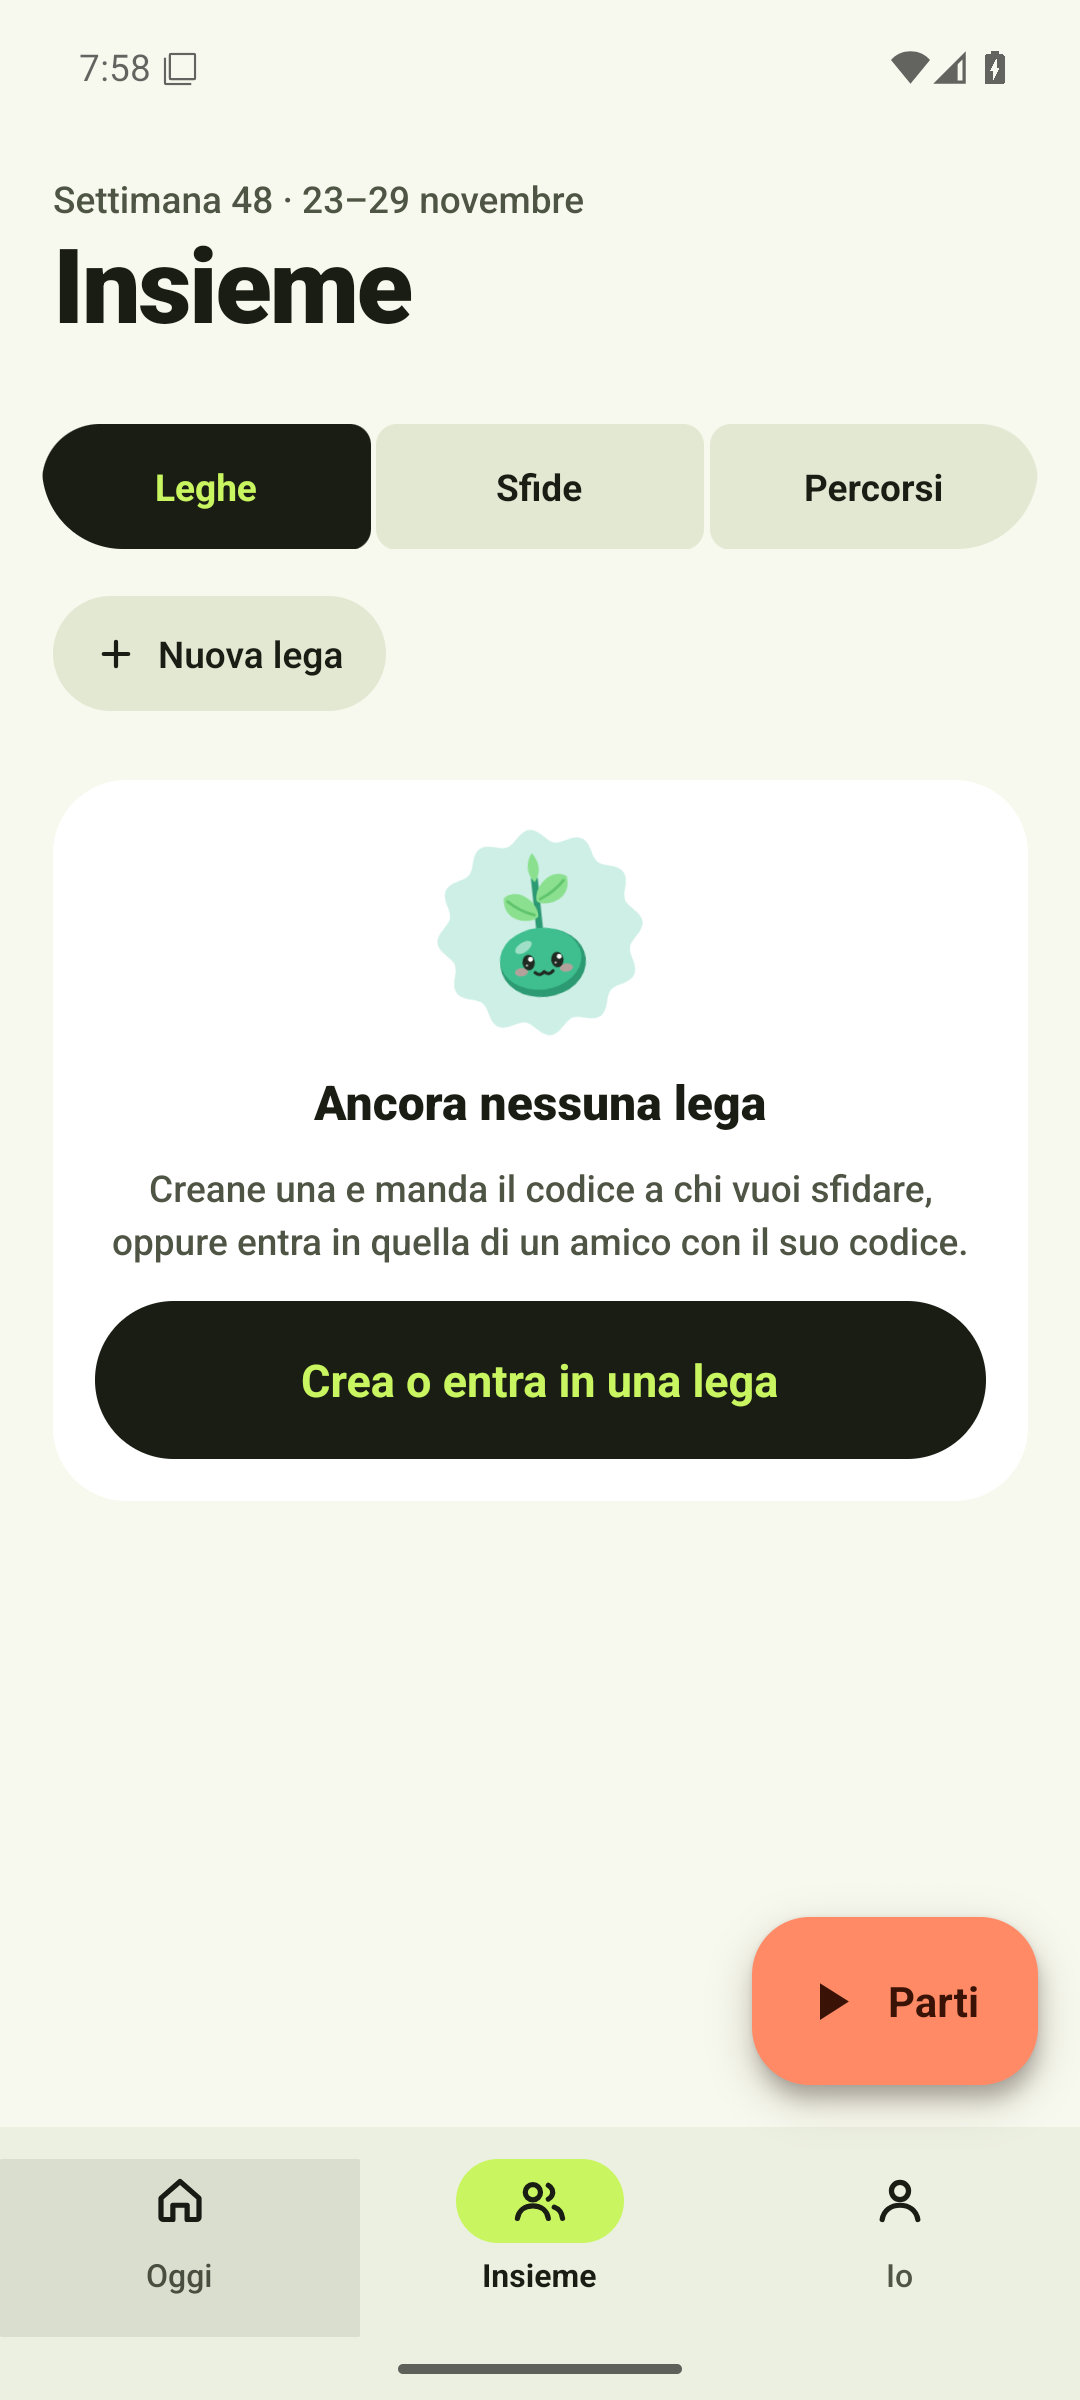 7:58
Settimana 48 · 23–29 novembre
Insieme
Leghe
Sfide
Percorsi
Nuova lega
Ancora nessuna lega
Creane una e manda il codice a chi vuoi sfidare,
oppure entra in quella di un amico con il suo codice.
Crea o entra in una lega
Parti
Oggi
Insieme
Io